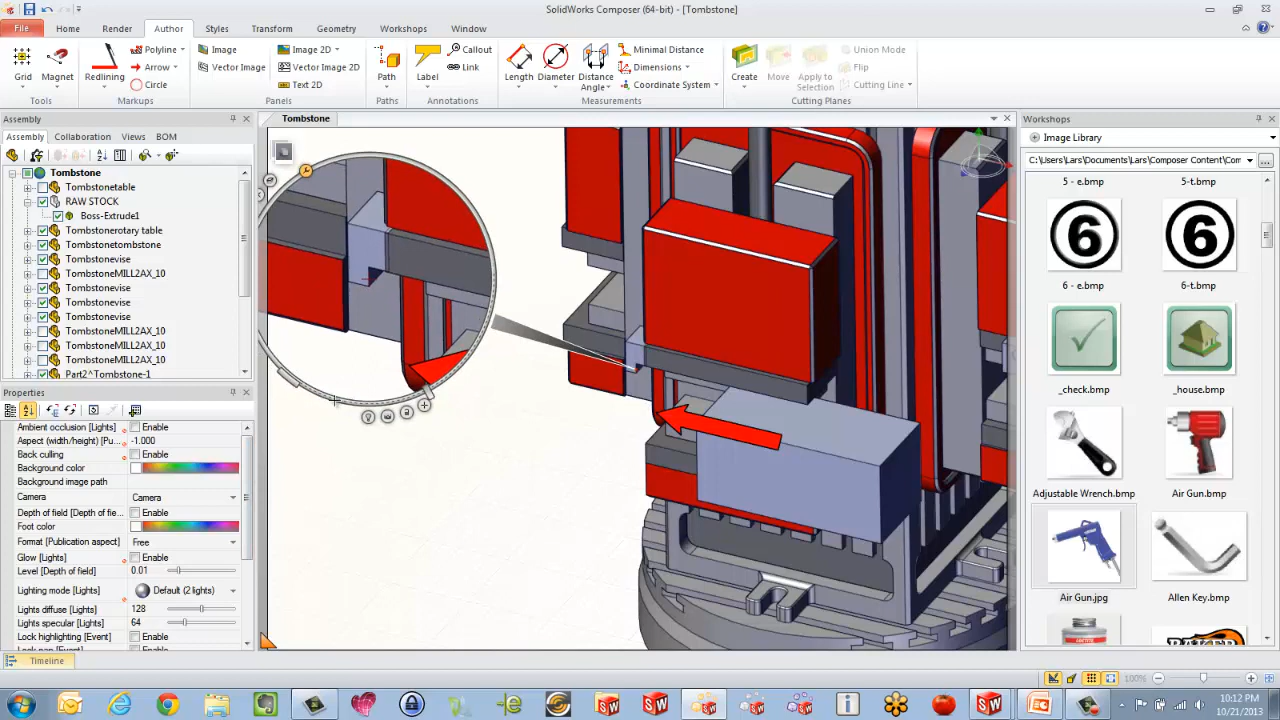 SolidWorks Composer (64-bit) - [Tombstone]
File
Home
Render
Author
Styles
Transform
Geometry
Workshops
Window
Grid
Magnet
Tools
Redlining
Polyline
Arrow
Circle
Markups
Image
Vector Image
Image 2D
Vector Image 2D
Text 2D
Panels
Path
Paths
Label
Callout
Link
Annotations
Length
Diameter
Distance
Angle
Minimal Distance
Dimensions
Coordinate System
Measurements
Create
Move
Apply to
Selection
Union Mode
Flip
Cutting Line
Cutting Planes
Assembly
Assembly
Collaboration
Views
BOM
Tombstone
Tombstonetable
RAW STOCK
Boss-Extrude1
Tombstonerotary table
Tombstonetombstone
Tombstonevise
TombstoneMILL2AX_10
Tombstonevise
Tombstonevise
Tombstonevise
TombstoneMILL2AX_10
TombstoneMILL2AX_10
TombstoneMILL2AX_10
Part2^Tombstone-1
Properties
Ambient occlusion [Lights] Enable
Aspect (width/height) [Pu... -1.000
Back culling Enable
Background color
Background image path
Camera Camera
Depth of field [Depth of fie... Enable
Foot color
Format [Publication aspect] Free
Glow [Lights] Enable
Level [Depth of field] 0.01
Lighting mode [Lights] Default (2 lights)
Lights diffuse [Lights] 128
Lights specular [Lights] 64
Lock highlighting [Event] Enable
Timeline
Tombstone
Workshops
Image Library
C:\Users\Lars\Documents\Lars\Composer Content\Com
...
5 - e.bmp
5-t.bmp
6
6
6 - e.bmp
6-t.bmp
_check.bmp
_house.bmp
Adjustable Wrench.bmp
Air Gun.bmp
Air Gun.jpg
Allen Key.bmp
100%
10:12 PM
10/21/2013